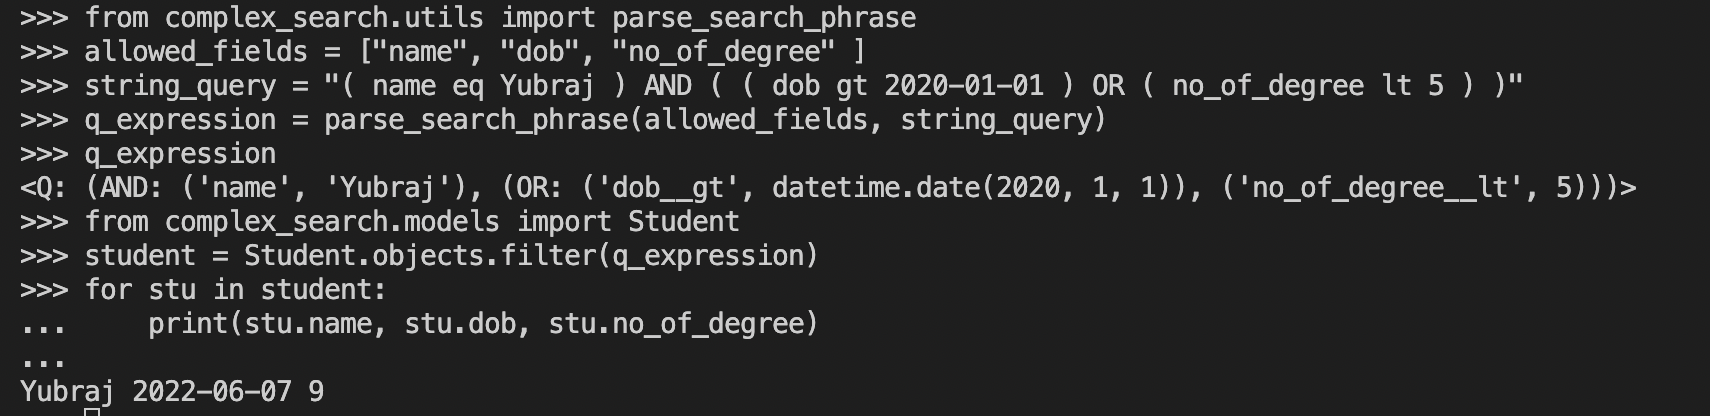 >>> from complex_search.utils import parse_search_phrase
>>> allowed_fields = ["name", "dob", "no_of_degree" ]
>>> string_query = "( name eq Yubraj ) AND ( ( dob gt 2020-01-01 ) OR ( no_of_degree lt 5 ) )"
>>> q_expression = parse_search_phrase(allowed_fields, string_query)
>>> q_expression
<Q: (AND: ('name', 'Yubraj'), (OR: ('dob__gt', datetime.date(2020, 1, 1)), ('no_of_degree__lt', 5)))>
>>> from complex_search.models import Student
>>> student = Student.objects.filter(q_expression)
>>> for stu in student:
...     print(stu.name, stu.dob, stu.no_of_degree)
...
Yubraj 2022-06-07 9